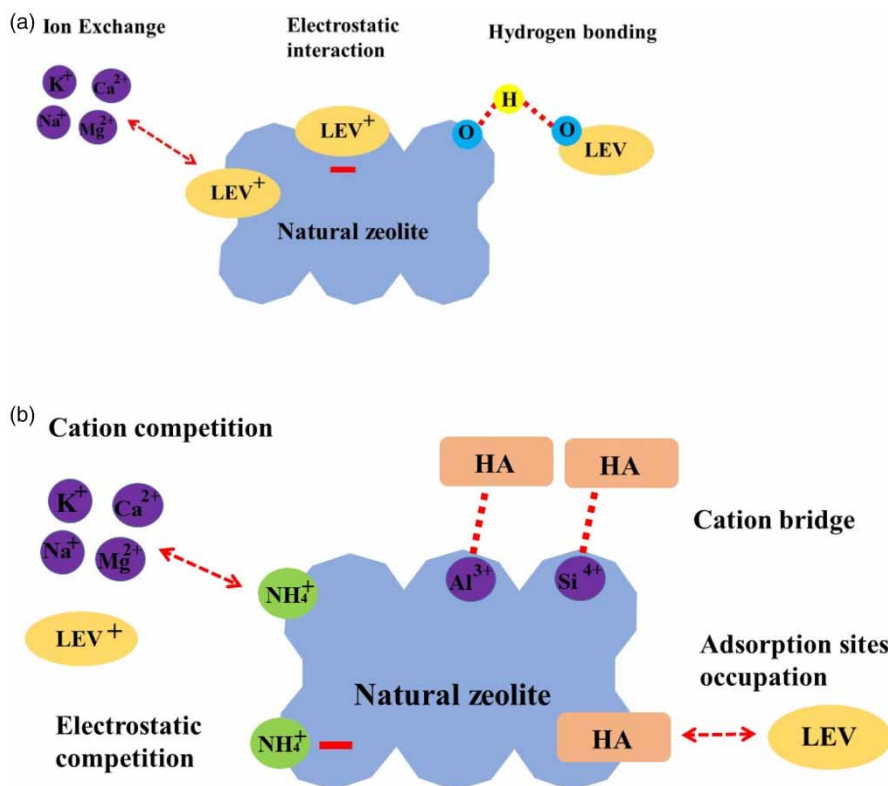 (a)
Ion Exchange
Electrostatic
interaction
Hydrogen bonding
K+
Ca2+
Na+
Mg2+
LEV+
LEV+
O
H
O
LEV
Natural zeolite
(b)
Cation competition
HA
HA
K+
Ca2+
Na+
Mg2+
Cation bridge
Al3+
Si4+
NH4+
LEV+
Adsorption sites
occupation
Natural zeolite
Electrostatic
competition
NH4+
HA
LEV